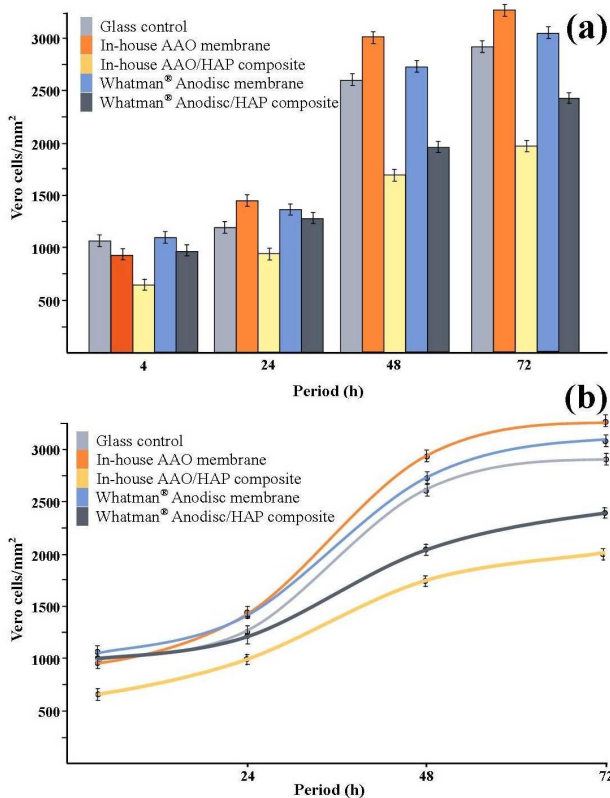 (a)
Glass control
In-house AAO membrane
In-house AAO/HAP composite
Whatman® Anodisc membrane
Whatman® Anodisc/HAP composite
Vero cells/mm²
3000
2500
2000
1500
1000
500
4 24 48 72
Period (h)
(b)
Glass control
In-house AAO membrane
In-house AAO/HAP composite
Whatman® Anodisc membrane
Whatman® Anodisc/HAP composite
Vero cells/mm²
3000
2500
2000
1500
1000
500
24 48 72
Period (h)